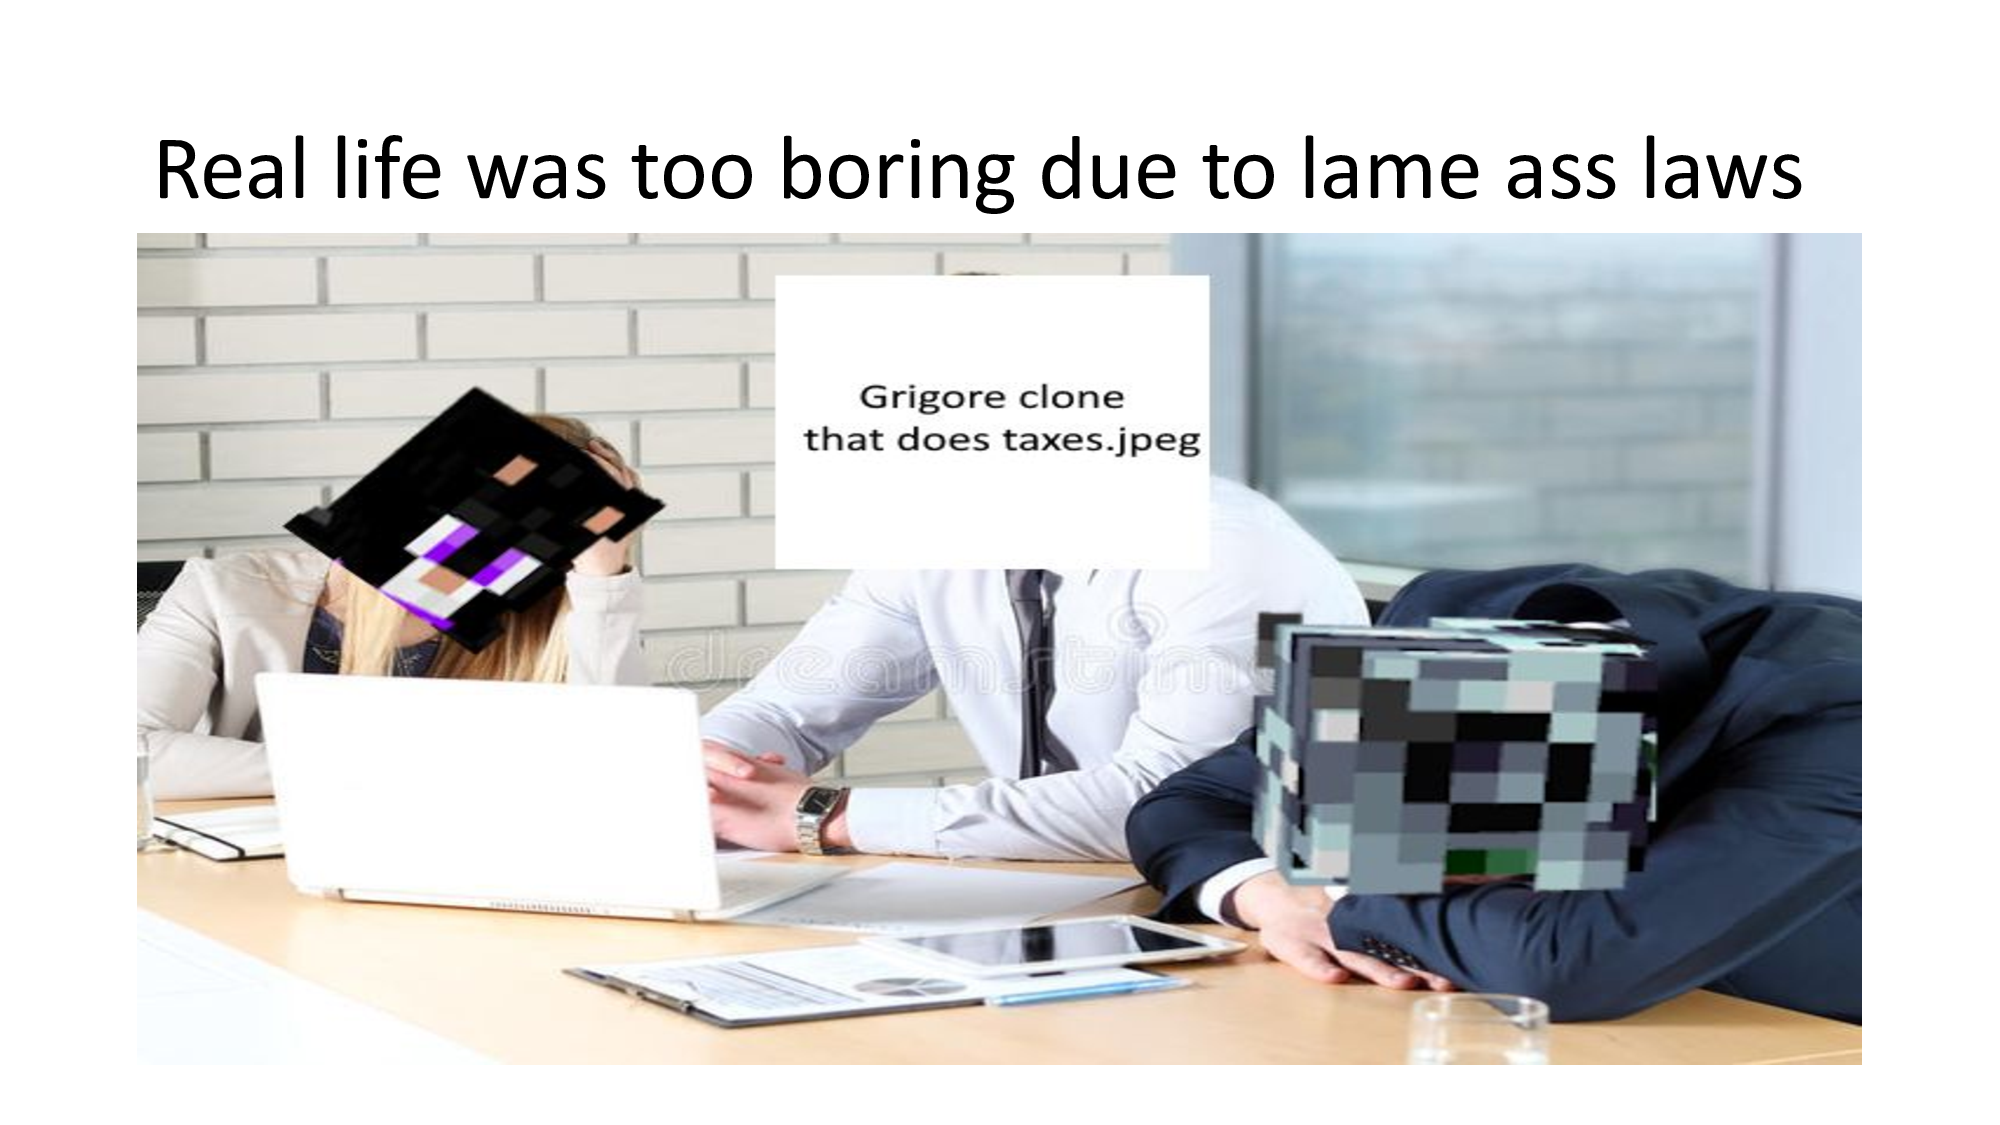 Real life was too boring due to lame ass laws
Grigore clone
that does taxes.jpeg
dreamstime